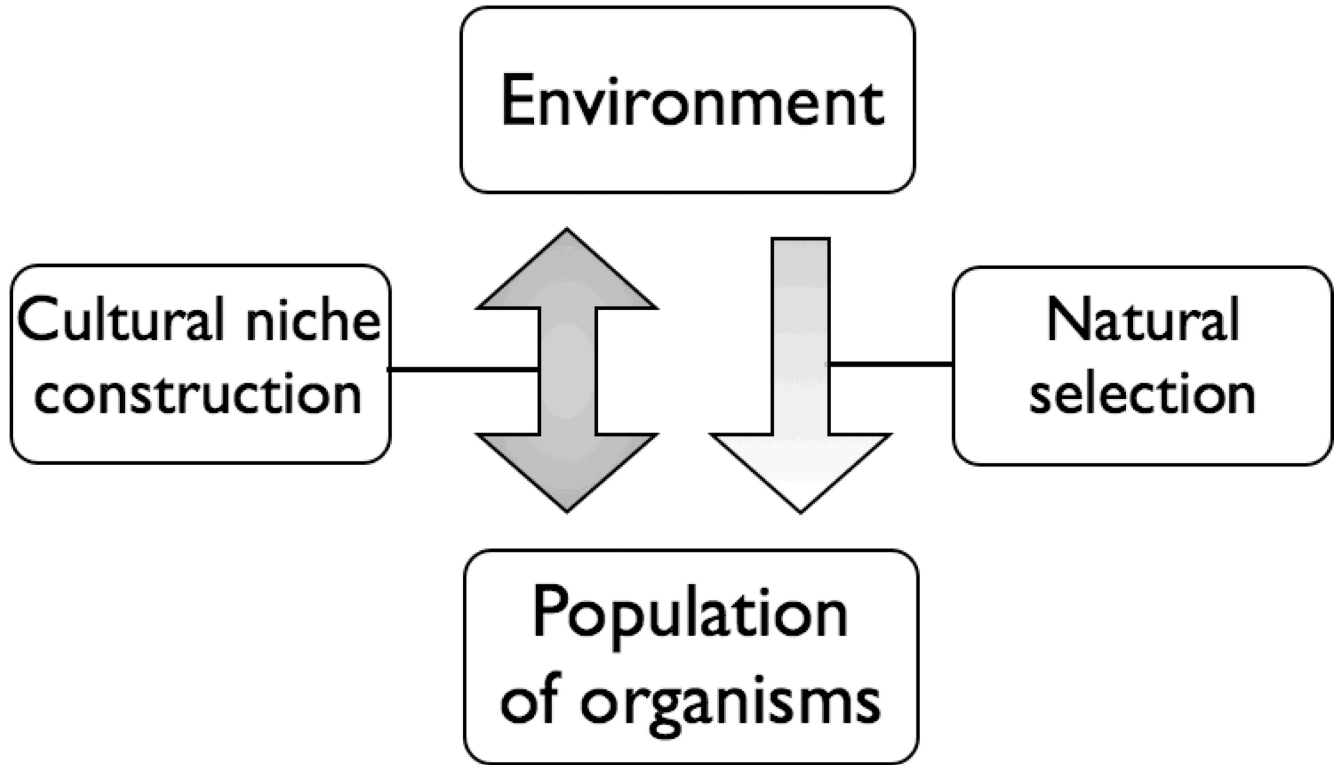 Environment
Cultural niche
construction
Natural
selection
Population
of organisms